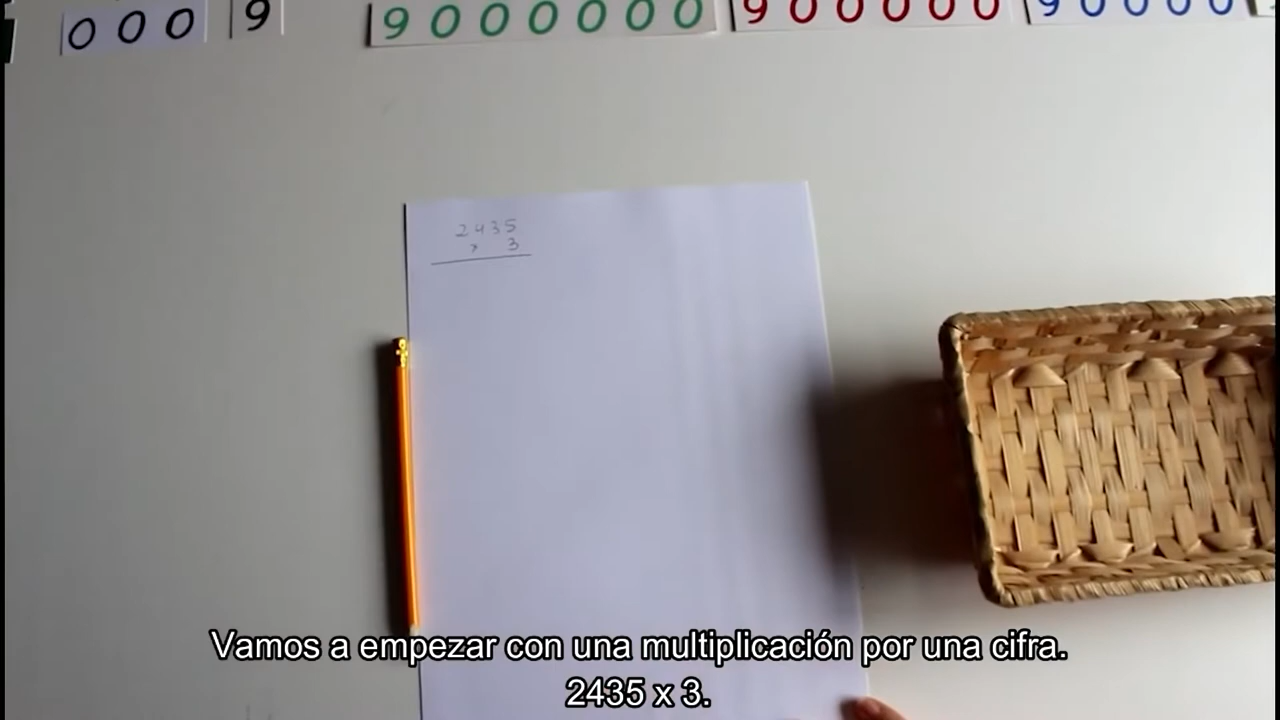 000 9 9000000 900000 90000
2435
x 3
Vamos a empezar con una multiplicación por una cifra.
2435 x 3.